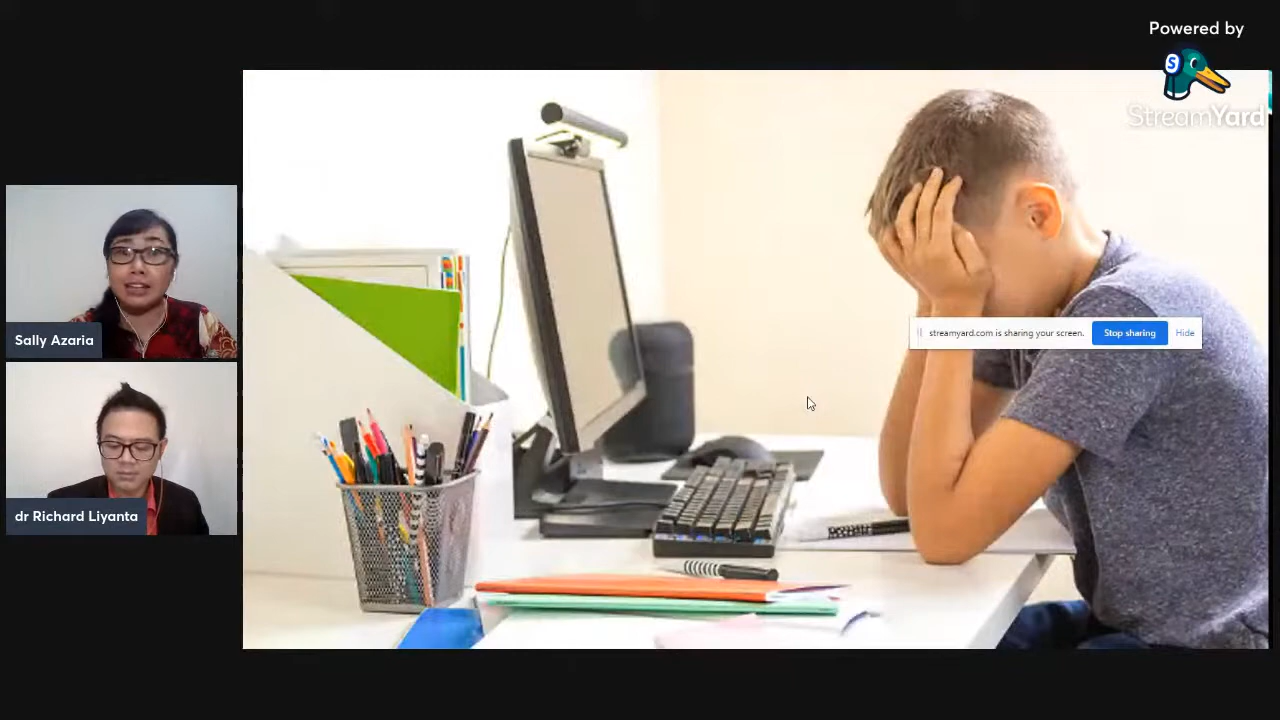 Powered by
StreamYard
Sally Azaria
streamyard.com is sharing your screen.
Stop sharing
Hide
dr Richard Liyanta